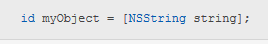 id myObject = [NSString string];